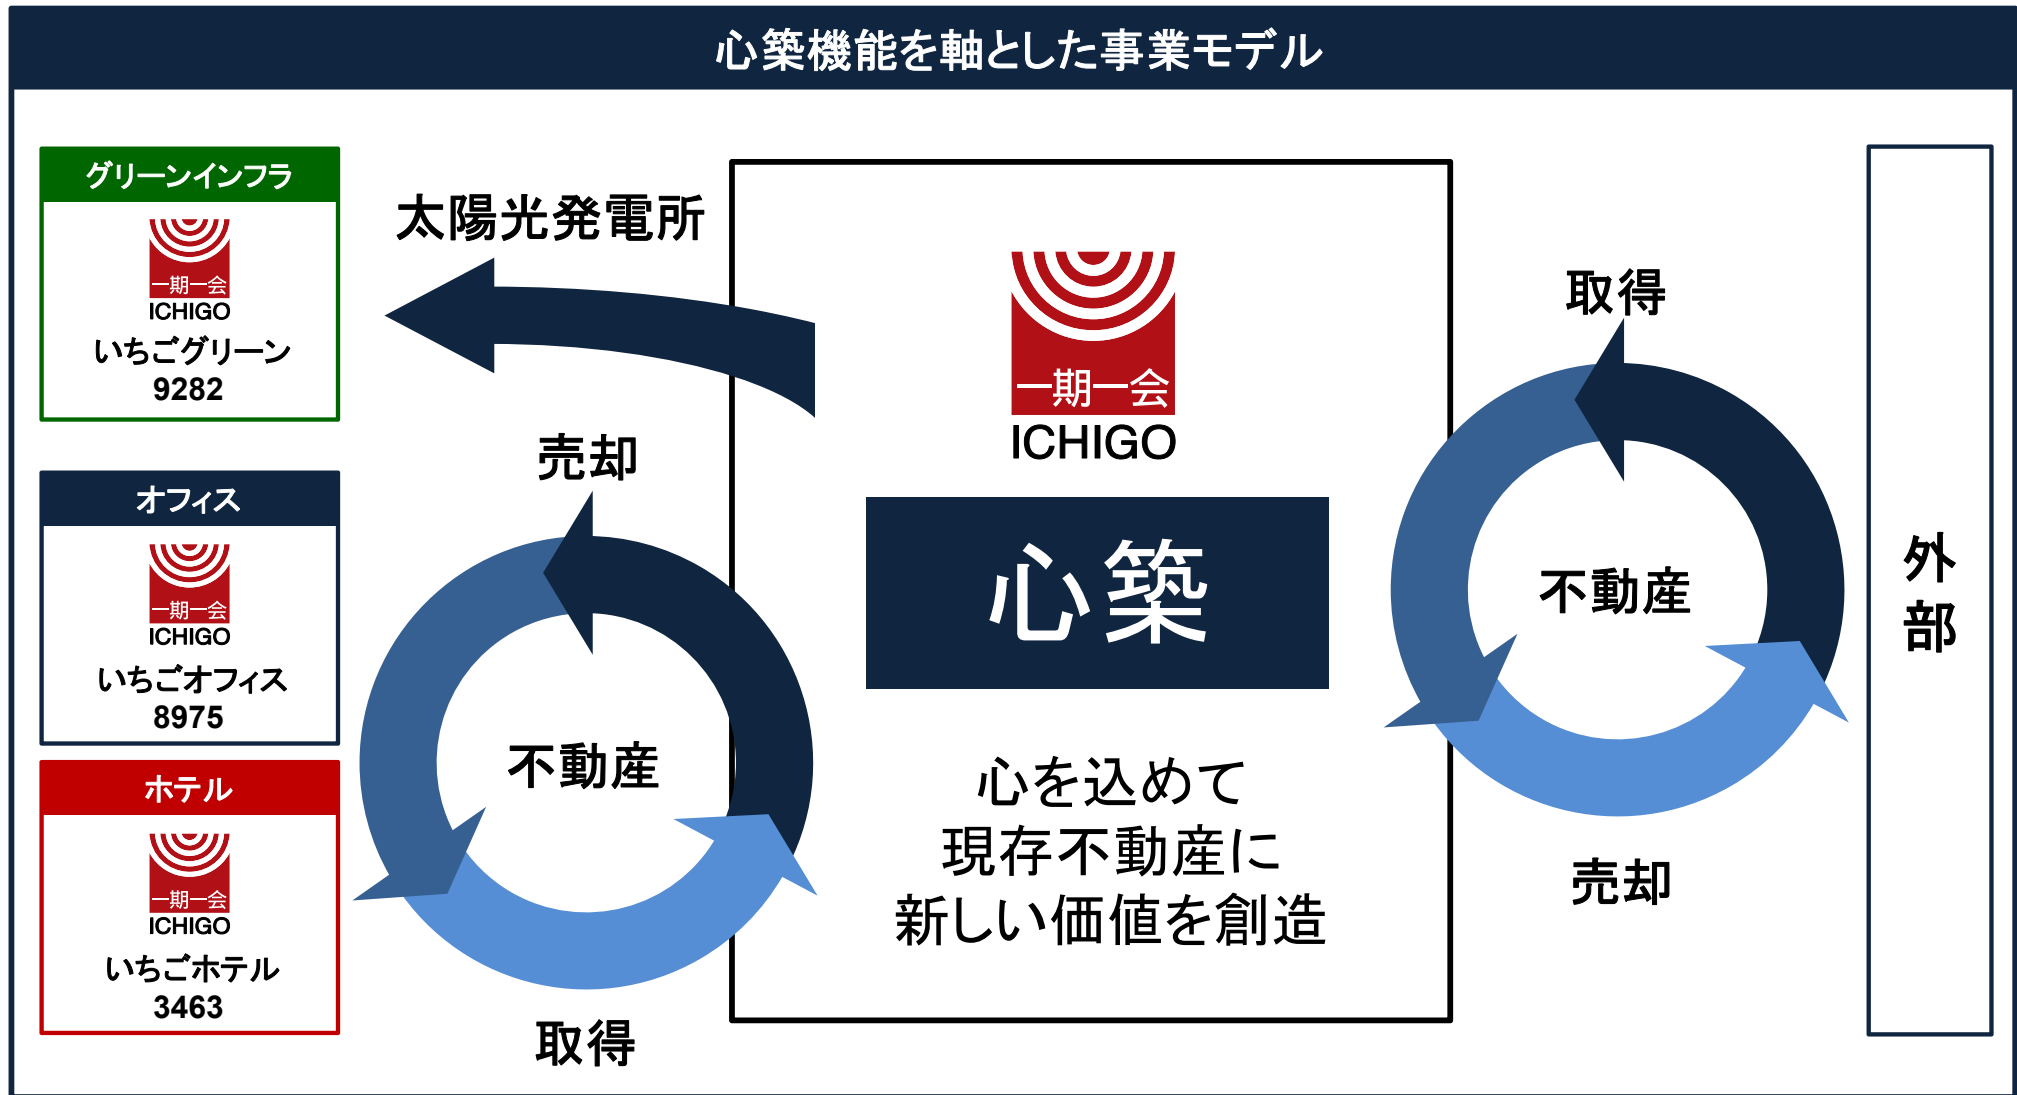 心築機能を軸とした事業モデル
グリーンインフラ
一期一会
ICHIGO
いちごグリーン
9282
オフィス
一期一会
ICHIGO
いちごオフィス
8975
ホテル
一期一会
ICHIGO
いちごホテル
3463
太陽光発電所
売却
不動産
取得
一期一会
ICHIGO
心築
心を込めて
現存不動産に
新しい価値を創造
取得
不動産
売却
外
部